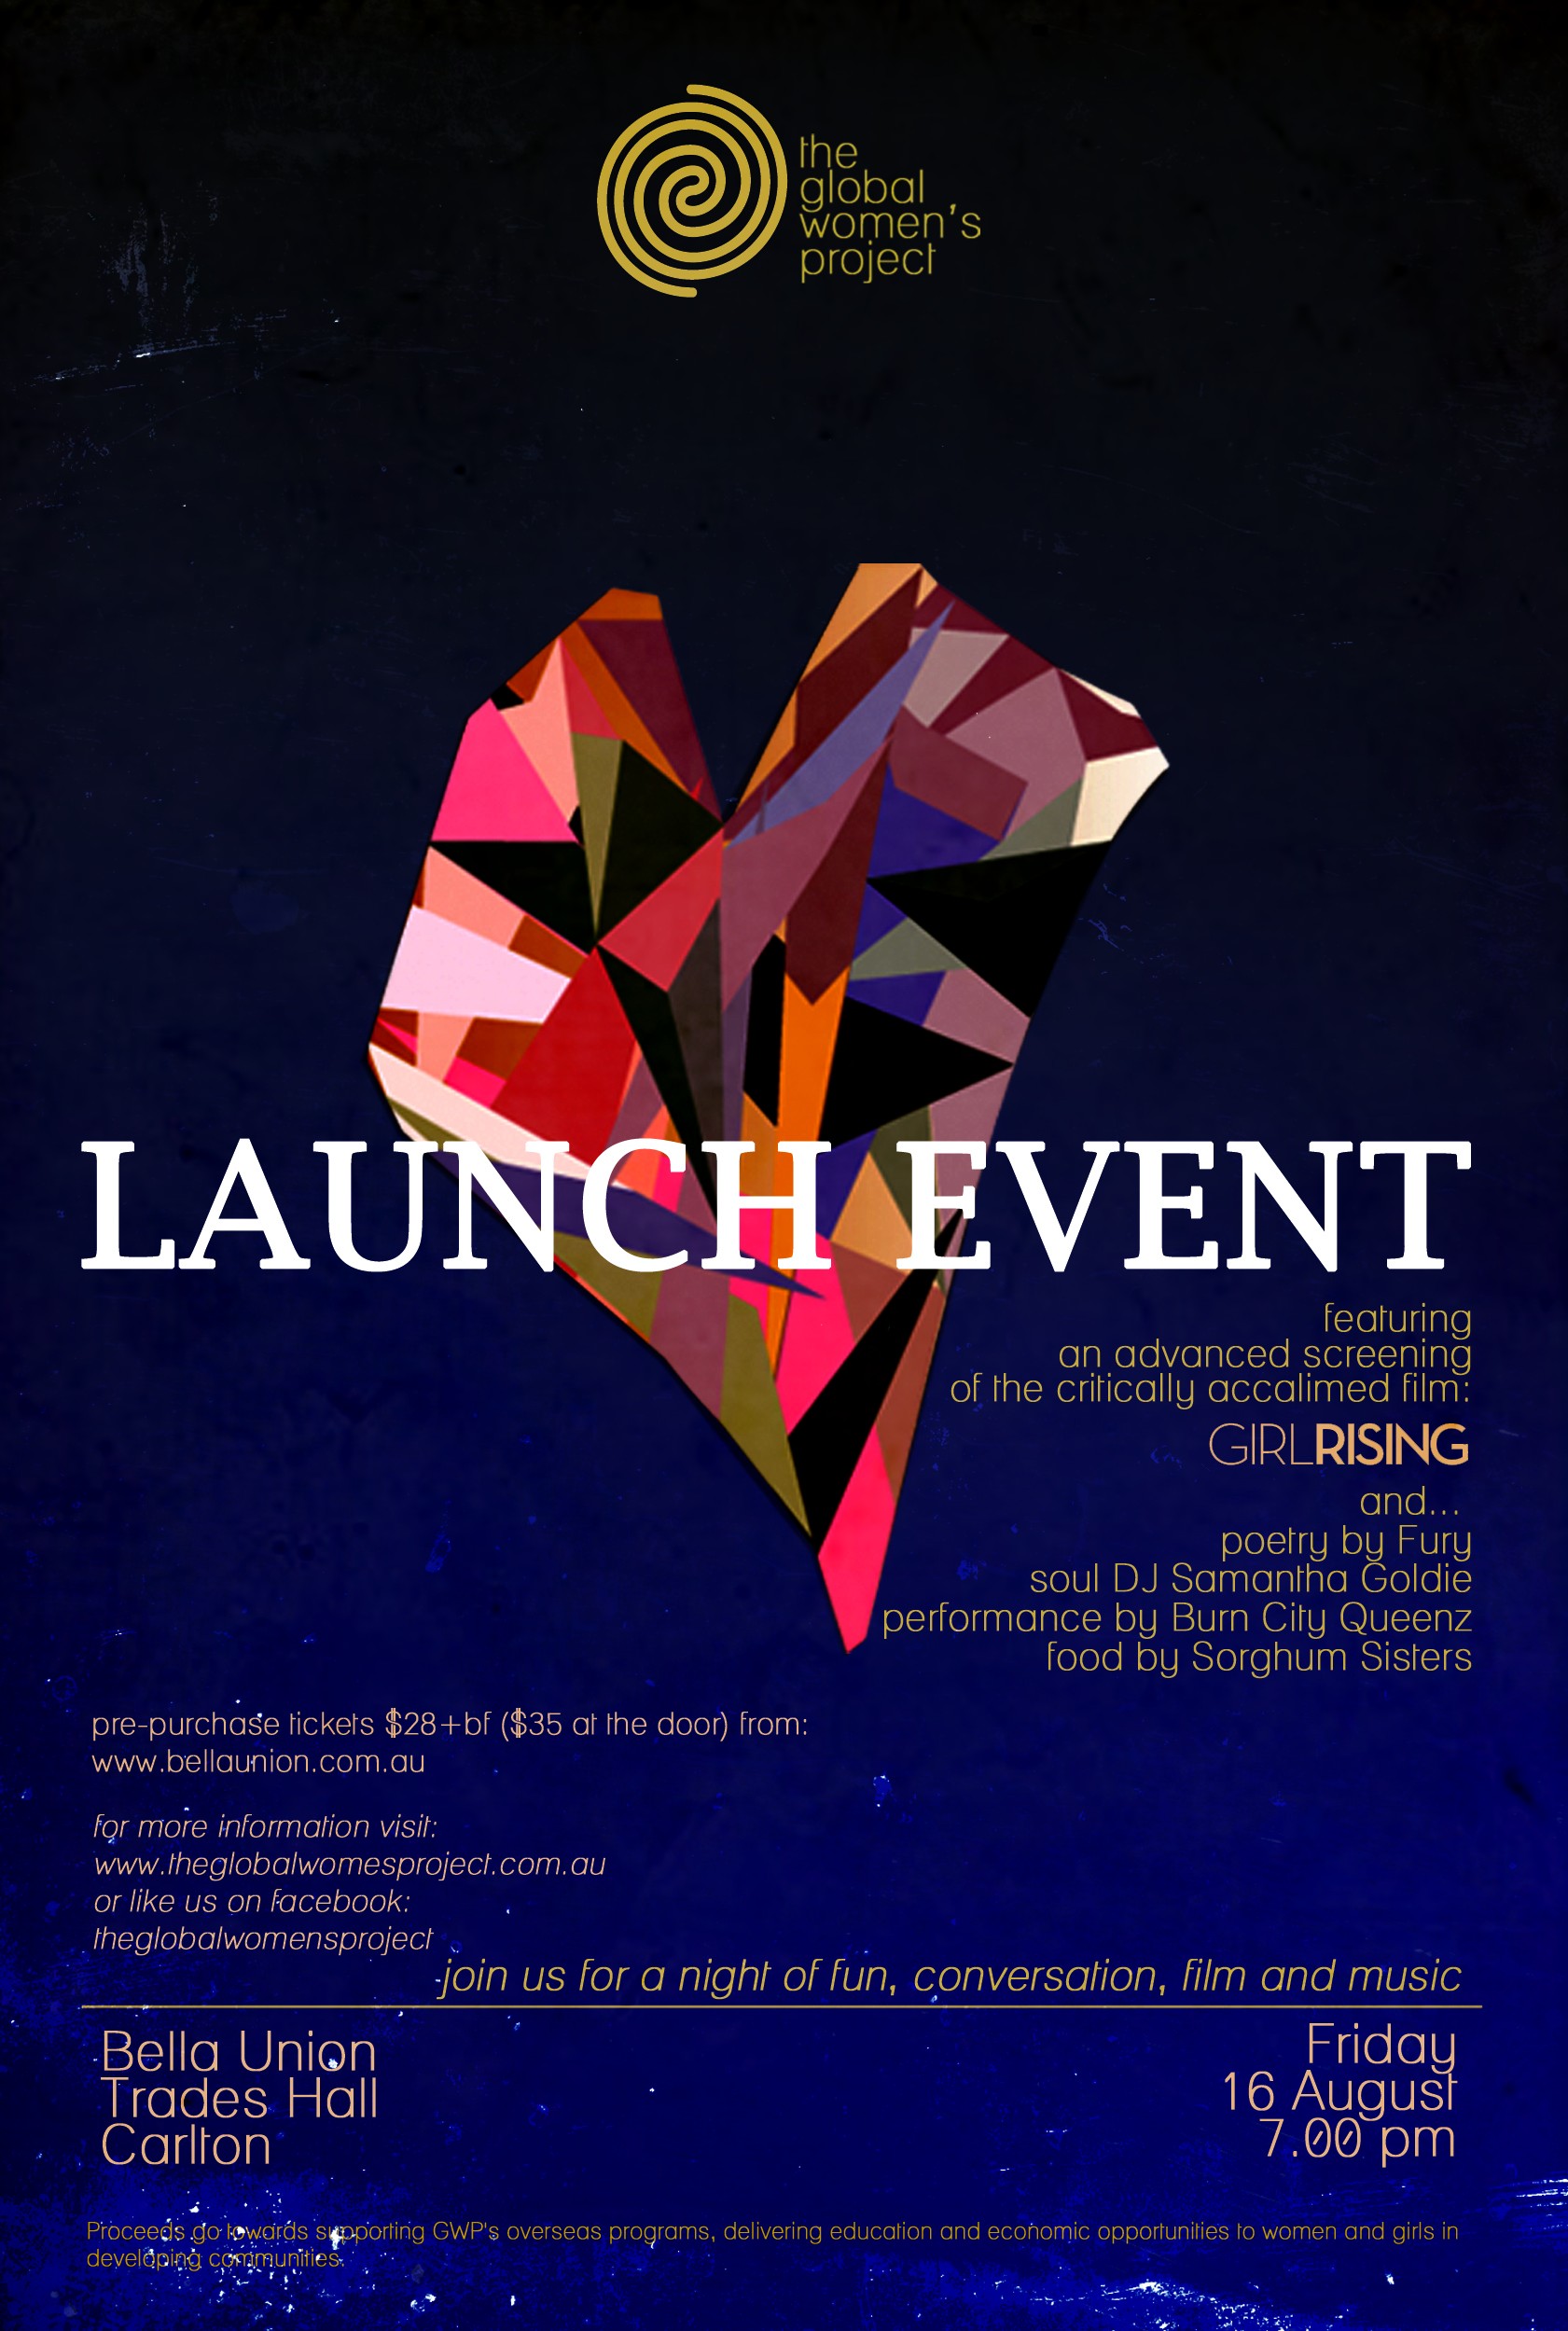 the
global
women's
project
LAUNCH EVENT
featuring
an advanced screening
of the critically accalimed film:
GIRLRISING
and...
poetry by Fury
soul DJ Samantha Goldie
performance by Burn City Queenz
food by Sorghum Sisters
pre-purchase tickets $28+bf ($35 at the door) from:
www.bellaunion.com.au
for more information visit:
www.theglobalwomesproject.com.au
or like us on facebook:
theglobalwomensproject
join us for a night of fun, conversation, film and music
Bella Union
Trades Hall
Carlton
Friday
16 August
7.00 pm
Proceeds go towards supporting GWP's overseas programs, delivering education and economic opportunities to women and girls in
developing communities.